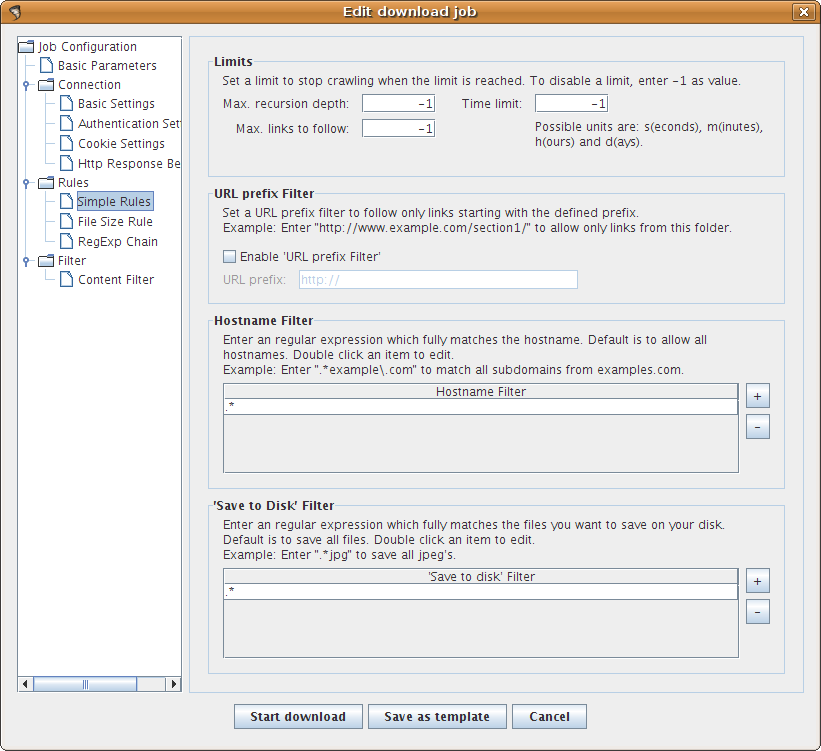 Edit download job
Job Configuration
Basic Parameters
Connection
Basic Settings
Authentication Set
Cookie Settings
Http Response Be
Rules
Simple Rules
File Size Rule
RegExp Chain
Filter
Content Filter
Limits
Set a limit to stop crawling when the limit is reached. To disable a limit, enter -1 as value.
Max. recursion depth: -1 Time limit: -1
Max. links to follow: -1 Possible units are: s(econds), m(inutes),
h(ours) and d(ays).
URL prefix Filter
Set a URL prefix filter to follow only links starting with the defined prefix.
Example: Enter "http://www.example.com/section1/" to allow only links from this folder.
Enable 'URL prefix Filter'
URL prefix: http://
Hostname Filter
Enter an regular expression which fully matches the hostname. Default is to allow all
hostnames. Double click an item to edit.
Example: Enter ".*example\.com" to match all subdomains from examples.com.
Hostname Filter
.*
+
-
'Save to Disk' Filter
Enter an regular expression which fully matches the files you want to save on your disk.
Default is to save all files. Double click an item to edit.
Example: Enter ".*jpg" to save all jpeg's.
'Save to disk' Filter
.*
+
-
Start download Save as template Cancel